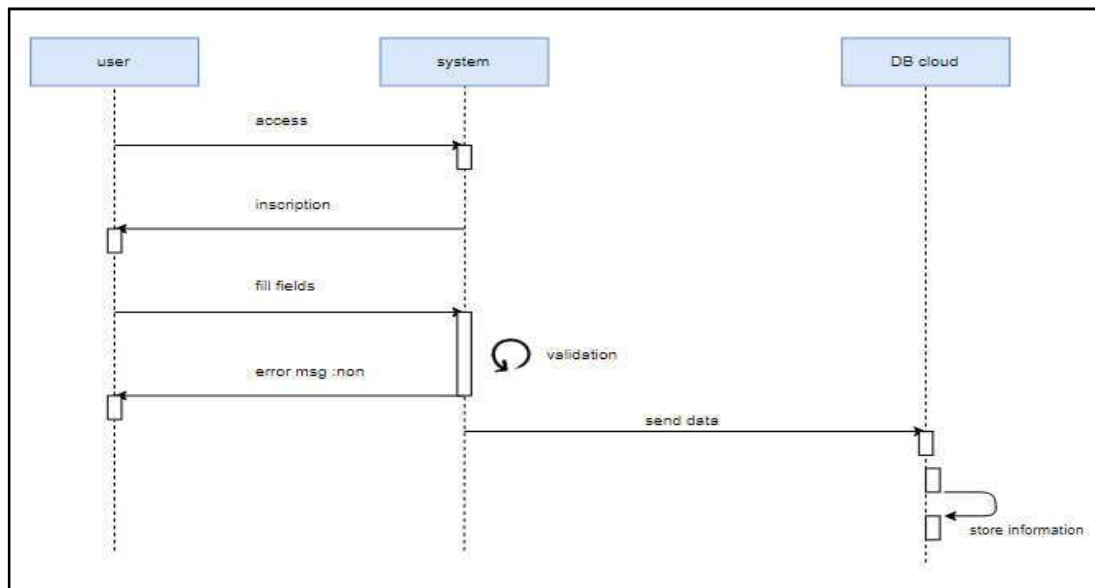 user
system
DB cloud
access
inscription
fill fields
validation
error msg :non
send data
store information